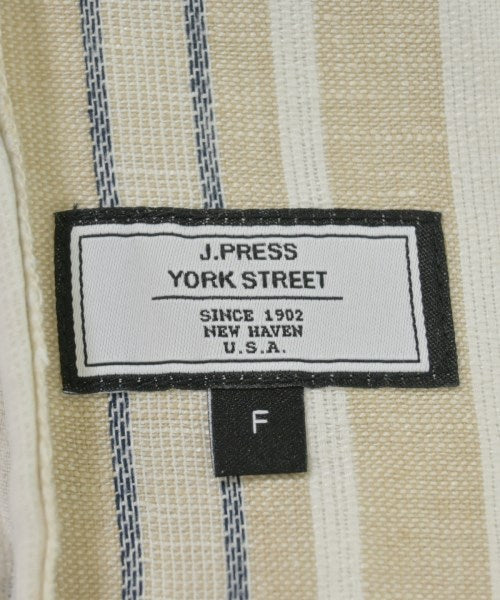 J.PRESS
YORK STREET
SINCE 1902
NEW HAVEN
U.S.A.
F